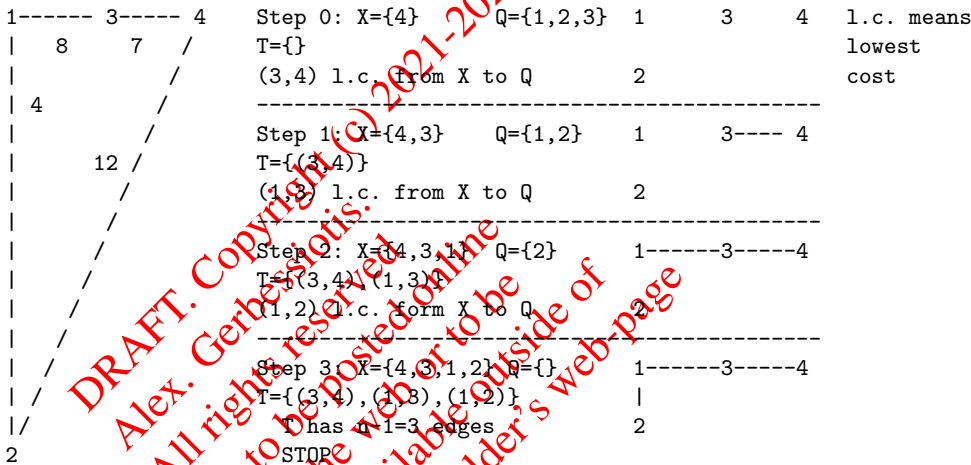 1------ 3----- 4 Step 0: X={4} Q={1,2,3} 1 3 4 l.c. means
| 8 7 / T={} lowest
| / (3,4) l.c. from X to Q 2 cost
| 4 / --------------------------------------------
| / Step 1: X={4,3} Q={1,2} 1 3---- 4
| 12 / T={(3,4)}
| / (1,3) l.c. from X to Q 2
| / --------------------------------------------
| / Step 2: X={4,3,1} Q={2} 1------3-----4
| / T={(3,4),(1,3)}
| / (1,2) l.c. form X to Q 2
| / --------------------------------------------
| / Step 3: X={4,3,1,2} Q={} 1------3-----4
| / T={(3,4),(1,3),(1,2)} |
|/ T has n-1=3 edges 2
2 STOP
DRAFT. Copyright (c) 2021-202
Alex. Gerbessiotis.
All rights reserved
to be posted online
he web or to be
ilable outside of
lder's web-page